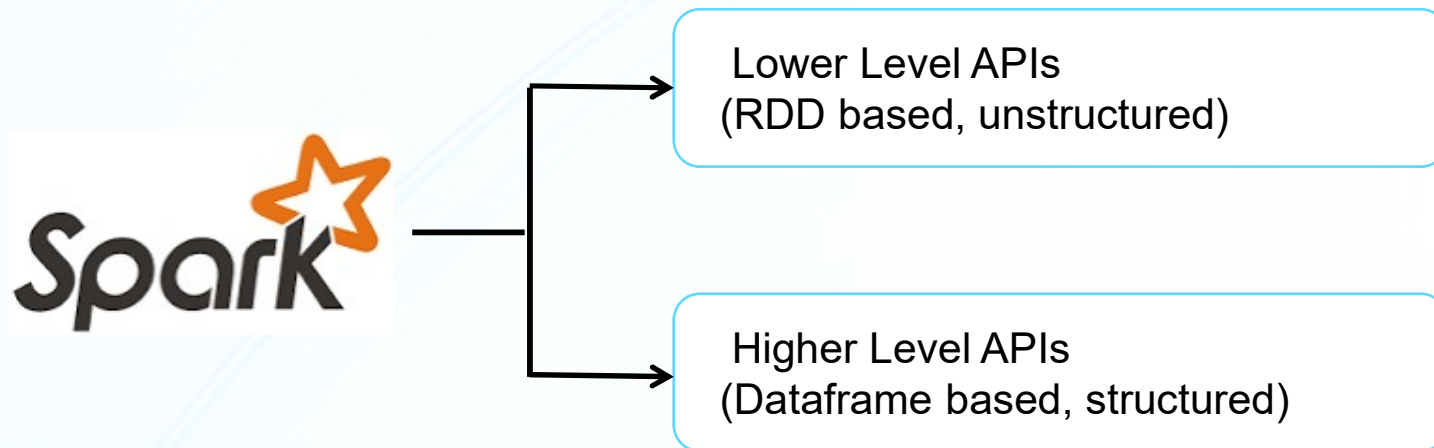 Lower Level APIs
(RDD based, unstructured)
Spark
Higher Level APIs
(Dataframe based, structured)